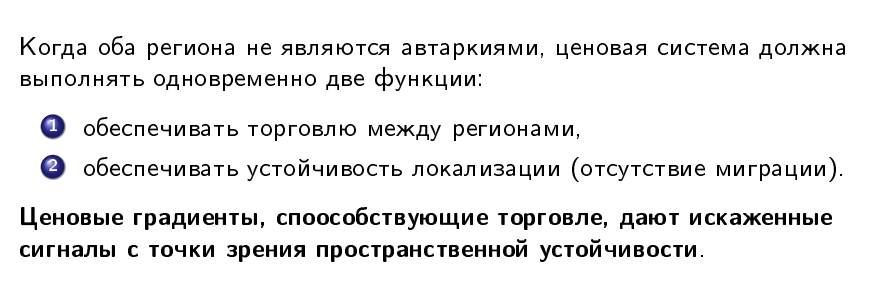 Когда оба региона не являются автаркиями, ценовая система должна
выполнять одновременно две функции:
1 обеспечивать торговлю между регионами,
2 обеспечивать устойчивость локализации (отсутствие миграции).
Ценовые градиенты, споособствующие торговле, дают искаженные
сигналы с точки зрения пространственной устойчивости.